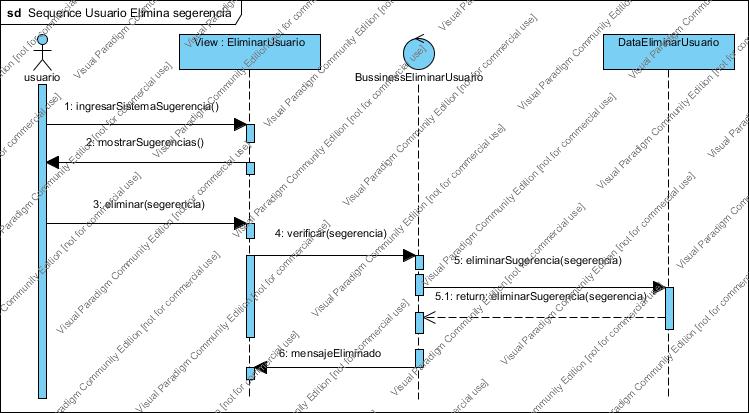 sd Sequence Usuario Elimina segerencia
usuario
View : EliminarUsuario
BussinessEliminarUsuario
DataEliminarUsuario
1: ingresarSistemaSugerencia()
2: mostrarSugerencias()
3: eliminar(segerencia)
4: verificar(segerencia)
5: eliminarSugerencia(segerencia)
5.1: return: eliminarSugerencia(segerencia)
6: mensajeEliminado
Visual Paradigm Community Edition [not for commercial use]